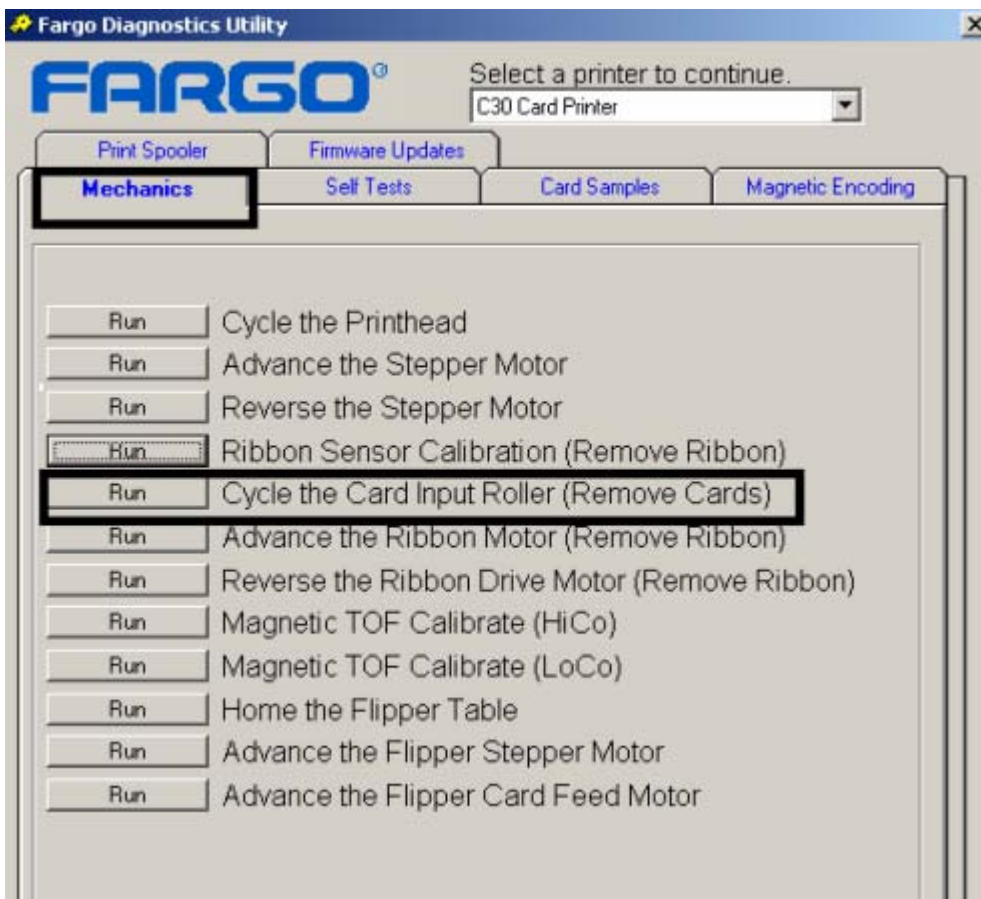 Fargo Diagnostics Utility
FARGO®
Select a printer to continue.
C30 Card Printer
Print Spooler Firmware Updates
Mechanics Self Tests Card Samples Magnetic Encoding
Run Cycle the Printhead
Run Advance the Stepper Motor
Run Reverse the Stepper Motor
Run Ribbon Sensor Calibration (Remove Ribbon)
Run Cycle the Card Input Roller (Remove Cards)
Run Advance the Ribbon Motor (Remove Ribbon)
Run Reverse the Ribbon Drive Motor (Remove Ribbon)
Run Magnetic TOF Calibrate (HiCo)
Run Magnetic TOF Calibrate (LoCo)
Run Home the Flipper Table
Run Advance the Flipper Stepper Motor
Run Advance the Flipper Card Feed Motor